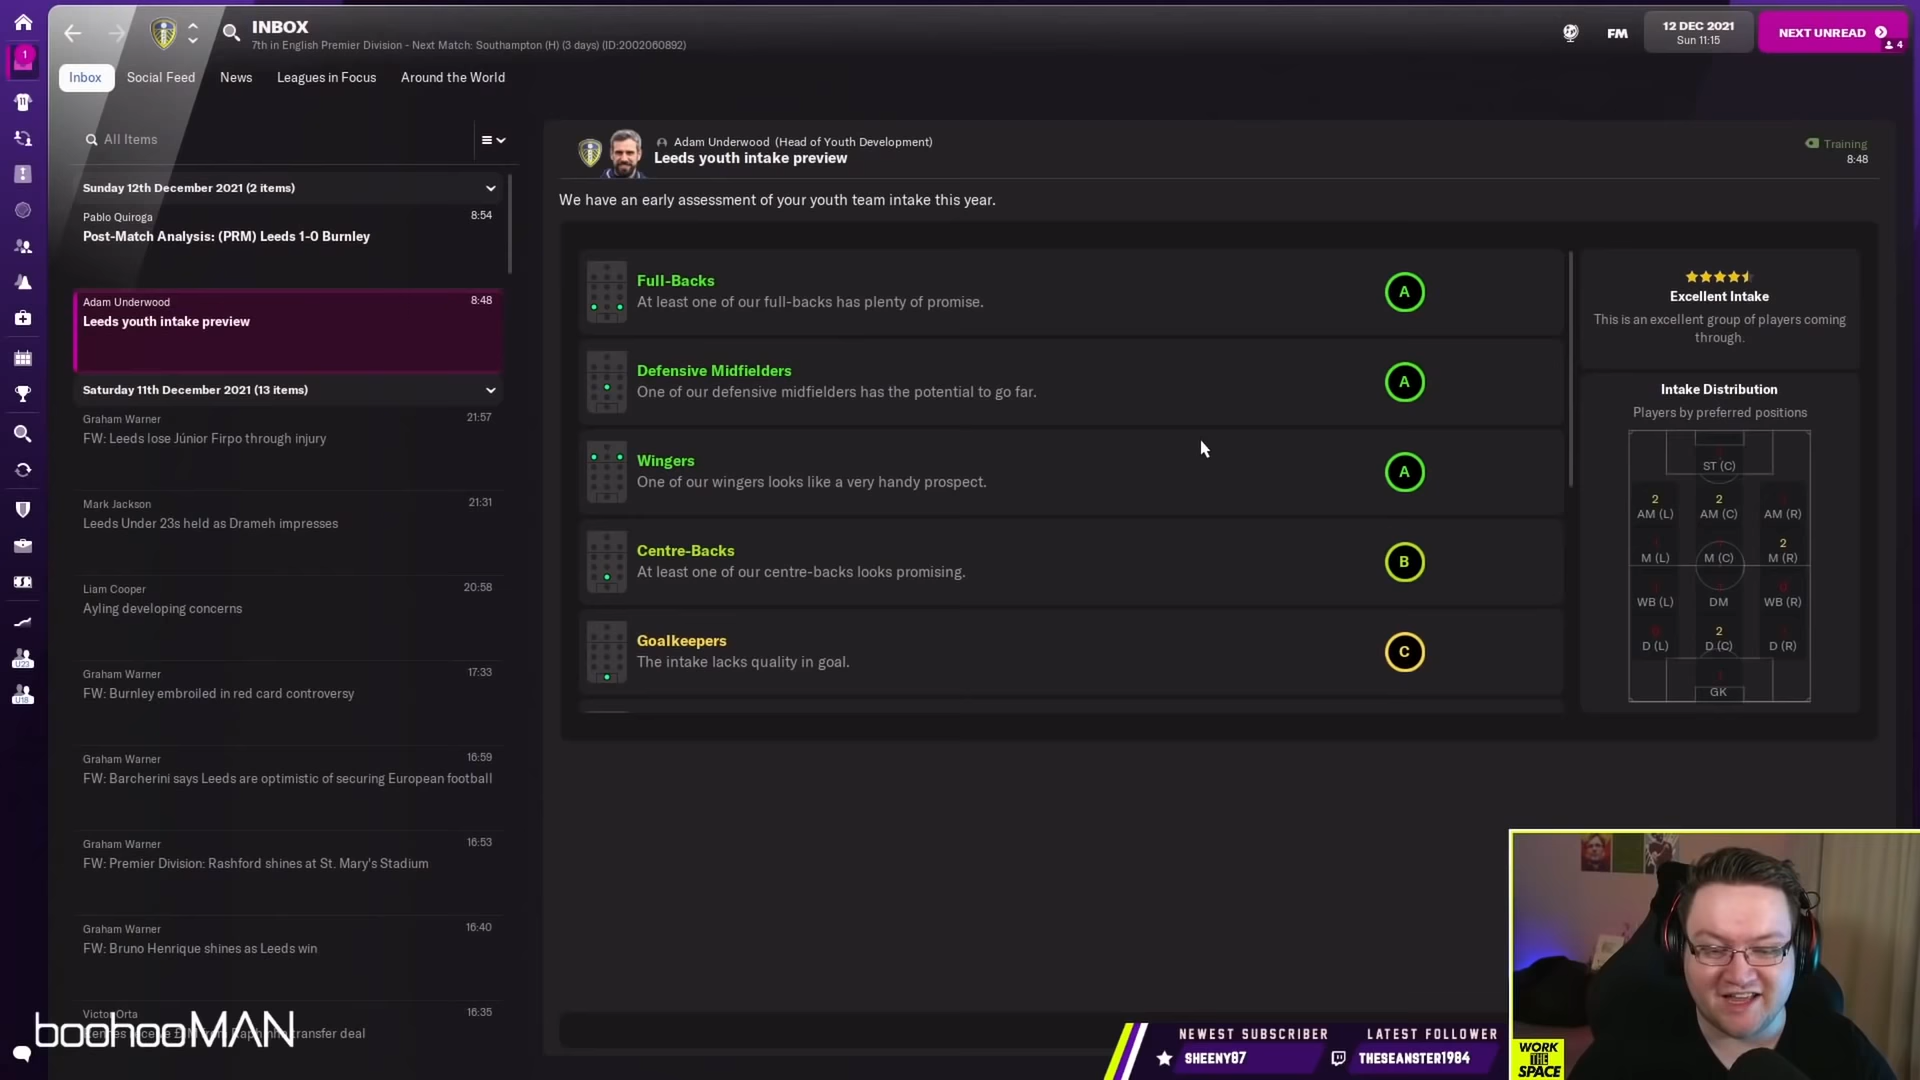 INBOX
7th in English Premier Division - Next Match: Southampton (H) (3 days) (ID:2002060892)
FM
12 DEC 2021
Sun 11:15
NEXT UNREAD
4
1
Inbox
Social Feed
News
Leagues in Focus
Around the World
All Items
Sunday 12th December 2021 (2 items)
Pablo Quiroga
8:54
Post-Match Analysis: (PRM) Leeds 1-0 Burnley
Adam Underwood
8:48
Leeds youth intake preview
Saturday 11th December 2021 (13 items)
Graham Warner
21:57
FW: Leeds lose Júnior Firpo through injury
Mark Jackson
21:31
Leeds Under 23s held as Drameh impresses
Liam Cooper
20:58
Ayling developing concerns
Graham Warner
17:33
FW: Burnley embroiled in red card controversy
Graham Warner
16:59
FW: Barcherini says Leeds are optimistic of securing European football
Graham Warner
16:53
FW: Premier Division: Rashford shines at St. Mary's Stadium
Graham Warner
16:40
FW: Bruno Henrique shines as Leeds win
Victor Orta
16:35
transfer deal
boohooMAN
U23
U18
Adam Underwood (Head of Youth Development)
Leeds youth intake preview
Training
8:48
We have an early assessment of your youth team intake this year.
Full-Backs
At least one of our full-backs has plenty of promise.
A
Defensive Midfielders
One of our defensive midfielders has the potential to go far.
A
Wingers
One of our wingers looks like a very handy prospect.
A
Centre-Backs
At least one of our centre-backs looks promising.
B
Goalkeepers
The intake lacks quality in goal.
C
Excellent Intake
This is an excellent group of players coming
through.
Intake Distribution
Players by preferred positions
ST (C)
2
AM (L)
2
AM (C)
AM (R)
M (L)
M (C)
2
M (R)
WB (L)
DM
WB (R)
D (L)
2
D (C)
D (R)
GK
NEWEST SUBSCRIBER
SHEENY87
LATEST FOLLOWER
THESEANSTER1984
WORK
THE
SPACE